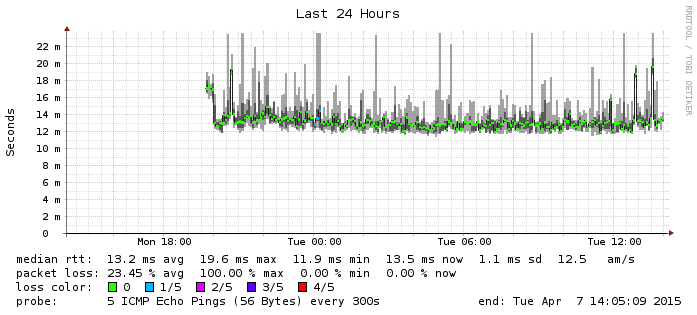 Last 24 Hours
RRDTOOL / TOBI OETIKER
Seconds
22 m
20 m
18 m
16 m
14 m
12 m
10 m
8 m
6 m
4 m
2 m
0
Mon 18:00 Tue 00:00 Tue 06:00 Tue 12:00
median rtt: 13.2 ms avg 19.6 ms max 11.9 ms min 13.5 ms now 1.1 ms sd 12.5 am/s
packet loss: 23.45 % avg 100.00 % max 0.00 % min 0.00 % now
loss color: 0 1/5 2/5 3/5 4/5
probe: 5 ICMP Echo Pings (56 Bytes) every 300s end: Tue Apr 7 14:05:09 2015